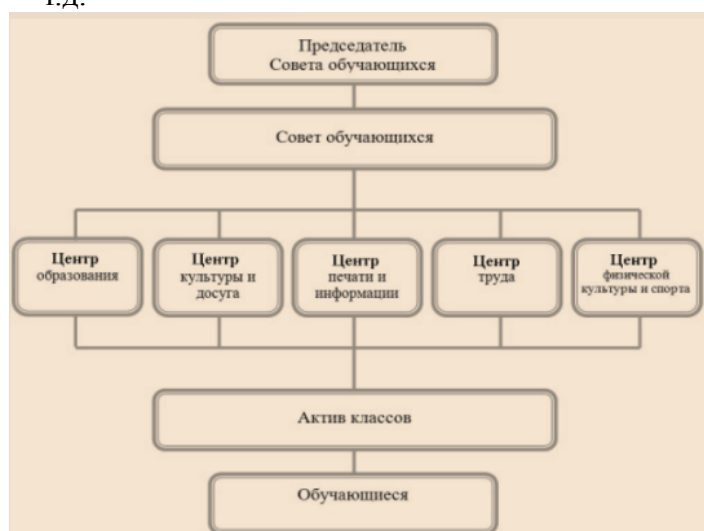 т.д.
Председатель
Совета обучающихся
Совет обучающихся
Центр
образования
Центр
культуры и
досуга
Центр
печати и
информации
Центр
труда
Центр
физической
культуры и спорта
Актив классов
Обучающиеся